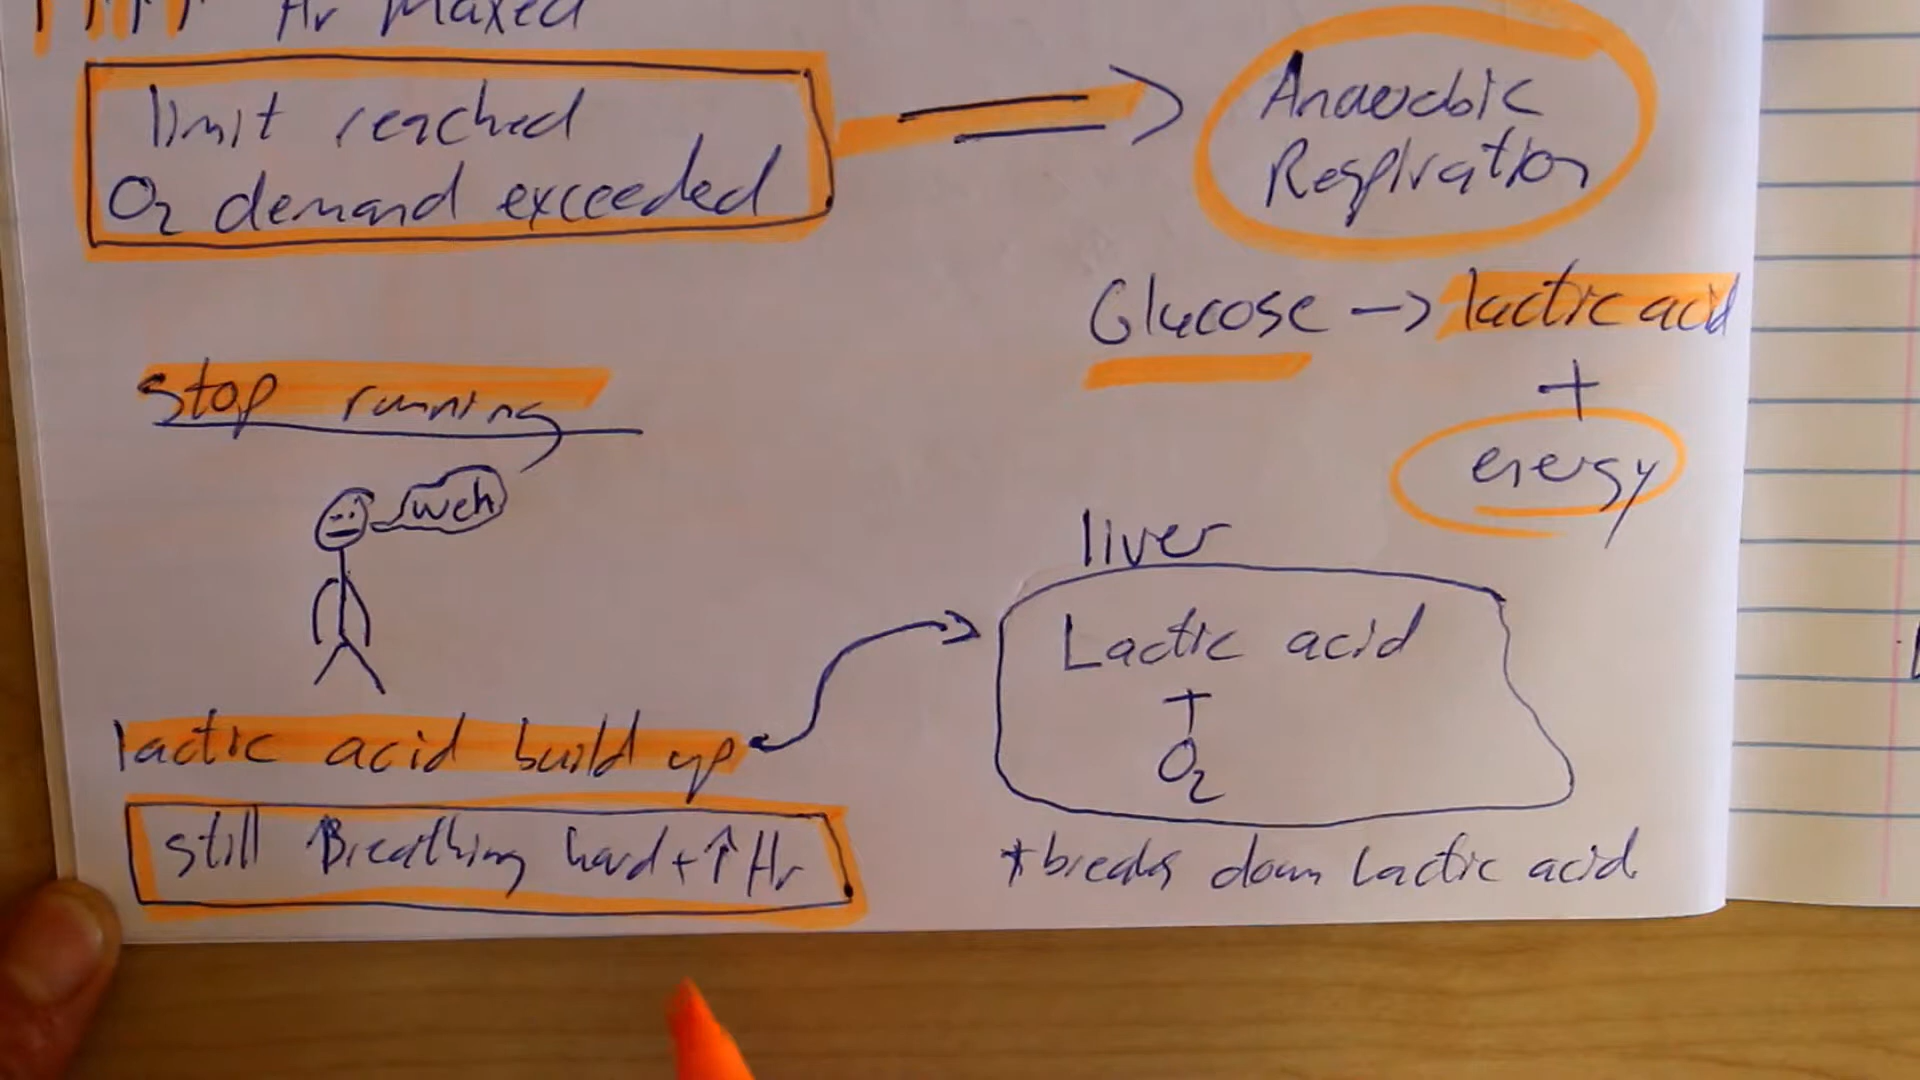 Hr Maxed
limit reached
O2 demand exceeded
Anaerobic
Respiration
Glucose -> lactic acid
+
energy
stop running
weh
liver
Lactic acid
+
O2
lactic acid build up
still Breathing hard + ↑ Hr
*breaks down lactic acid.